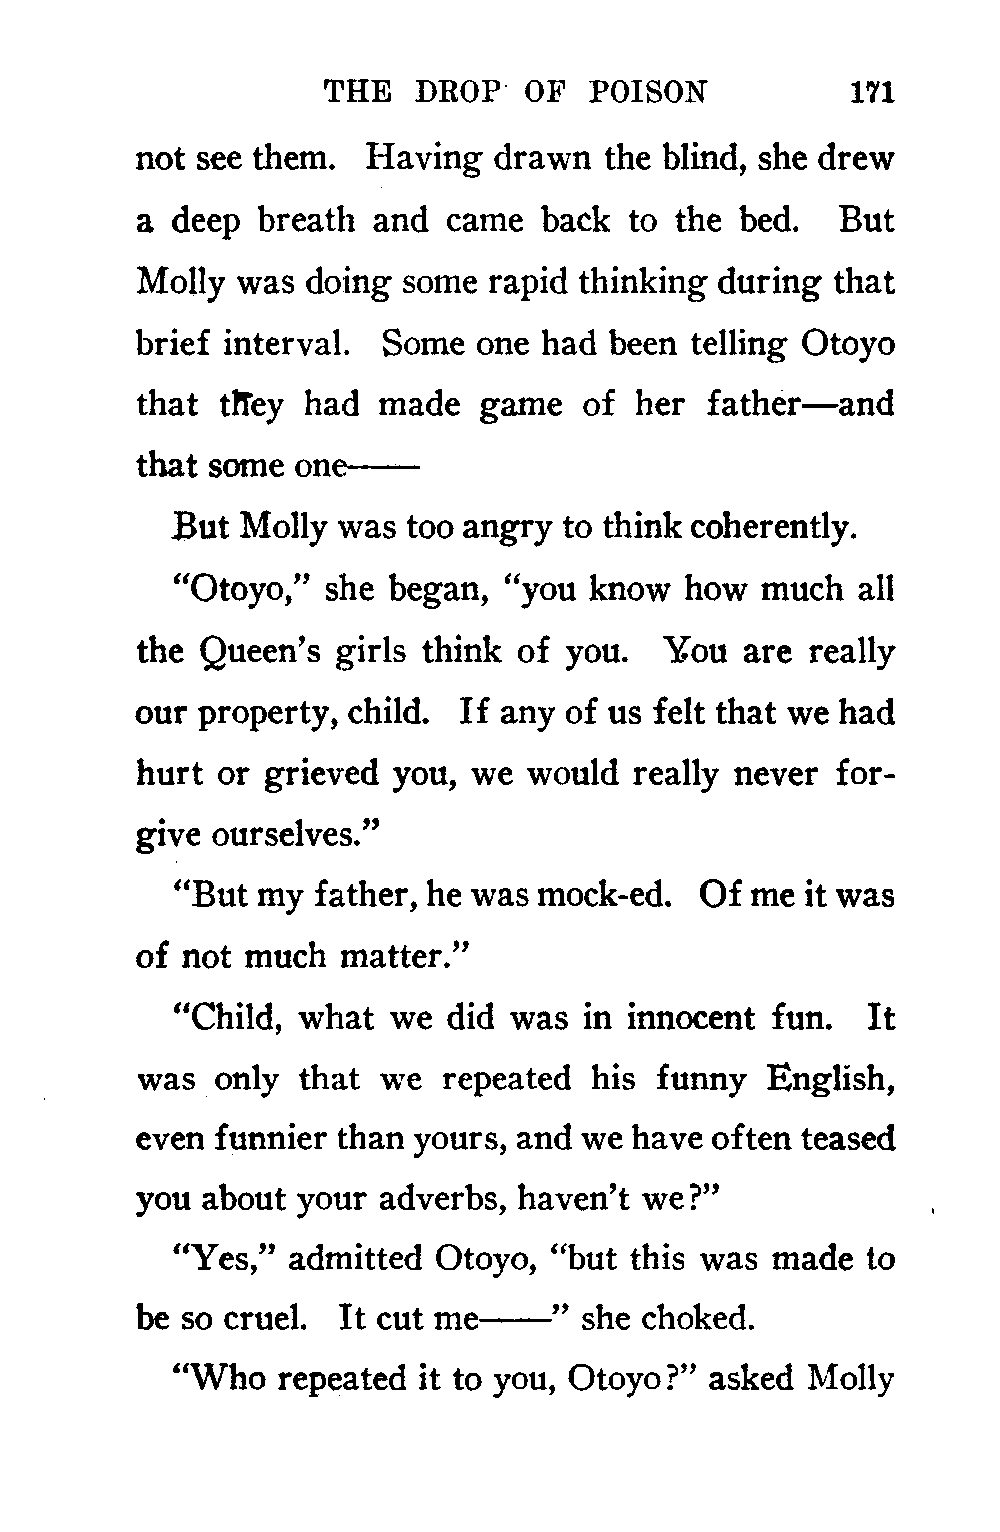 THE DROP OF POISON 171
not see them. Having drawn the blind, she drew
a deep breath and came back to the bed. But
Molly was doing some rapid thinking during that
brief interval. Some one had been telling Otoyo
that they had made game of her father—and
that some one——
But Molly was too angry to think coherently.
“Otoyo,” she began, “you know how much all
the Queen’s girls think of you. You are really
our property, child. If any of us felt that we had
hurt or grieved you, we would really never for-
give ourselves.”
“But my father, he was mock-ed. Of me it was
of not much matter.”
“Child, what we did was in innocent fun. It
was only that we repeated his funny English,
even funnier than yours, and we have often teased
you about your adverbs, haven’t we?”
“Yes,” admitted Otoyo, “but this was made to
be so cruel. It cut me——” she choked.
“Who repeated it to you, Otoyo?” asked Molly